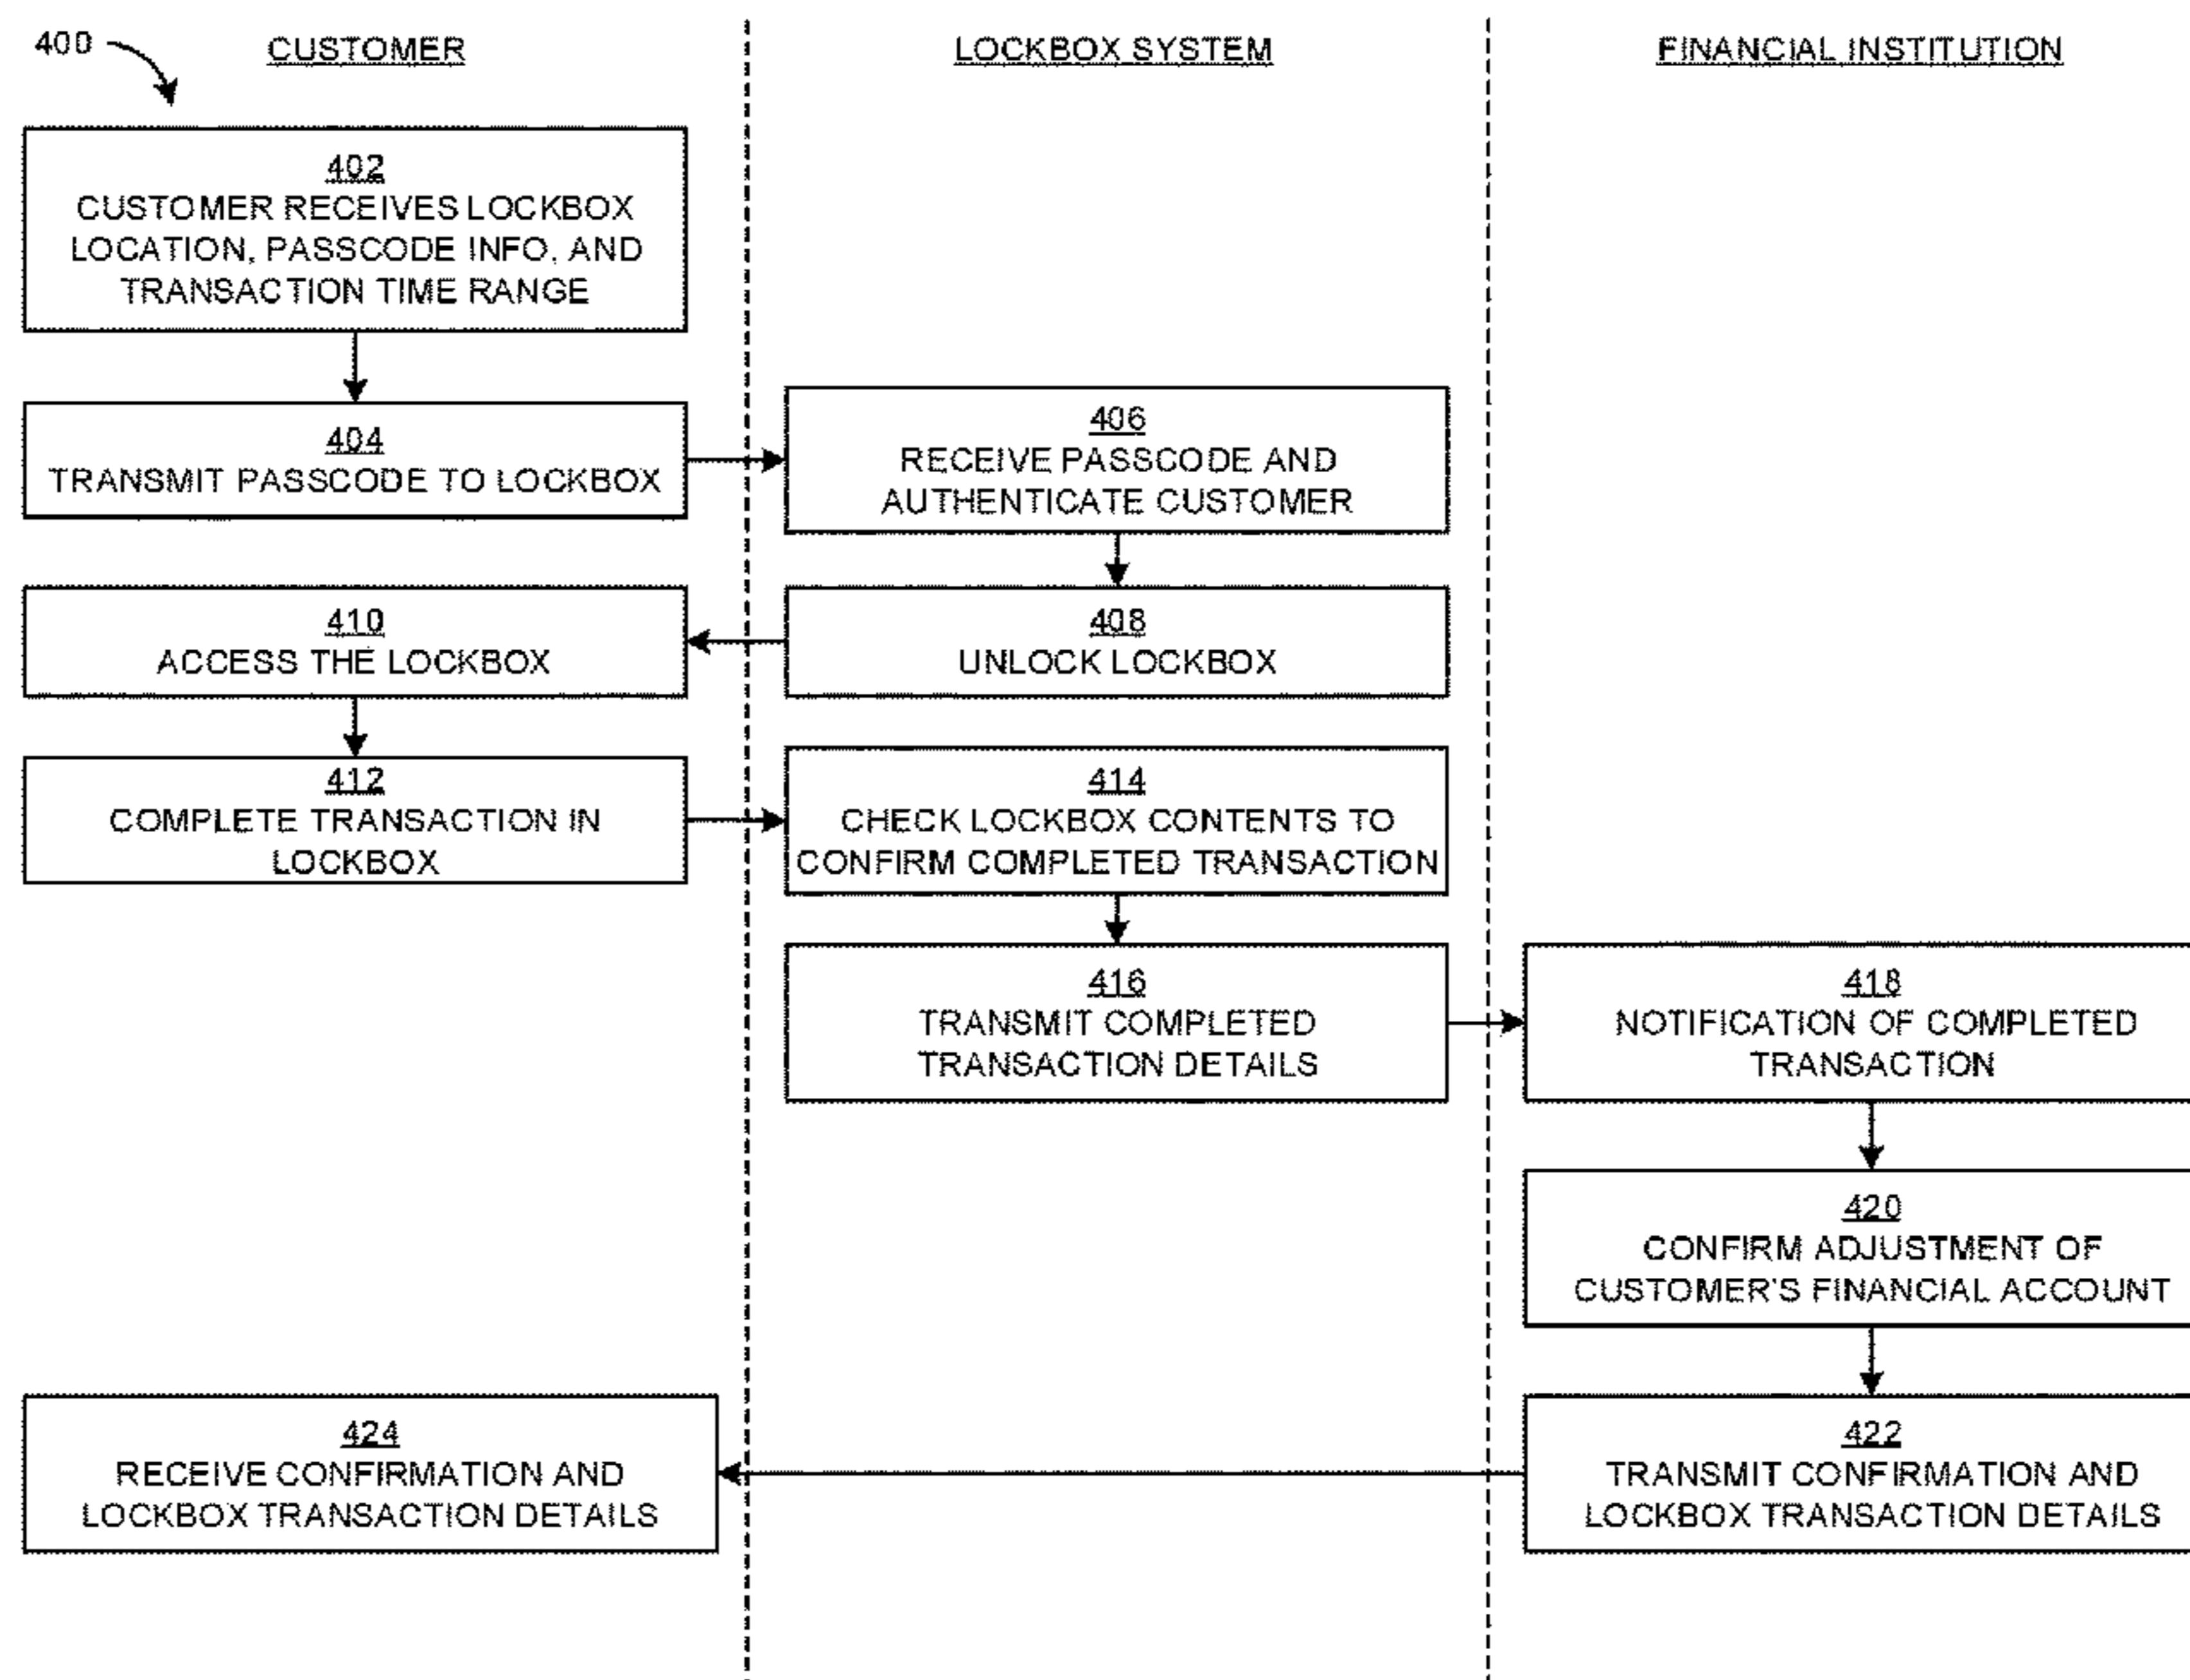 400
CUSTOMER
LOCKBOX SYSTEM
FINANCIAL INSTITUTION
402
CUSTOMER RECEIVES LOCKBOX
LOCATION, PASSCODE INFO, AND
TRANSACTION TIME RANGE
404
TRANSMIT PASSCODE TO LOCKBOX
406
RECEIVE PASSCODE AND
AUTHENTICATE CUSTOMER
408
UNLOCK LOCKBOX
410
ACCESS THE LOCKBOX
412
COMPLETE TRANSACTION IN
LOCKBOX
414
CHECK LOCKBOX CONTENTS TO
CONFIRM COMPLETED TRANSACTION
416
TRANSMIT COMPLETED
TRANSACTION DETAILS
418
NOTIFICATION OF COMPLETED
TRANSACTION
420
CONFIRM ADJUSTMENT OF
CUSTOMER'S FINANCIAL ACCOUNT
422
TRANSMIT CONFIRMATION AND
LOCKBOX TRANSACTION DETAILS
424
RECEIVE CONFIRMATION AND
LOCKBOX TRANSACTION DETAILS